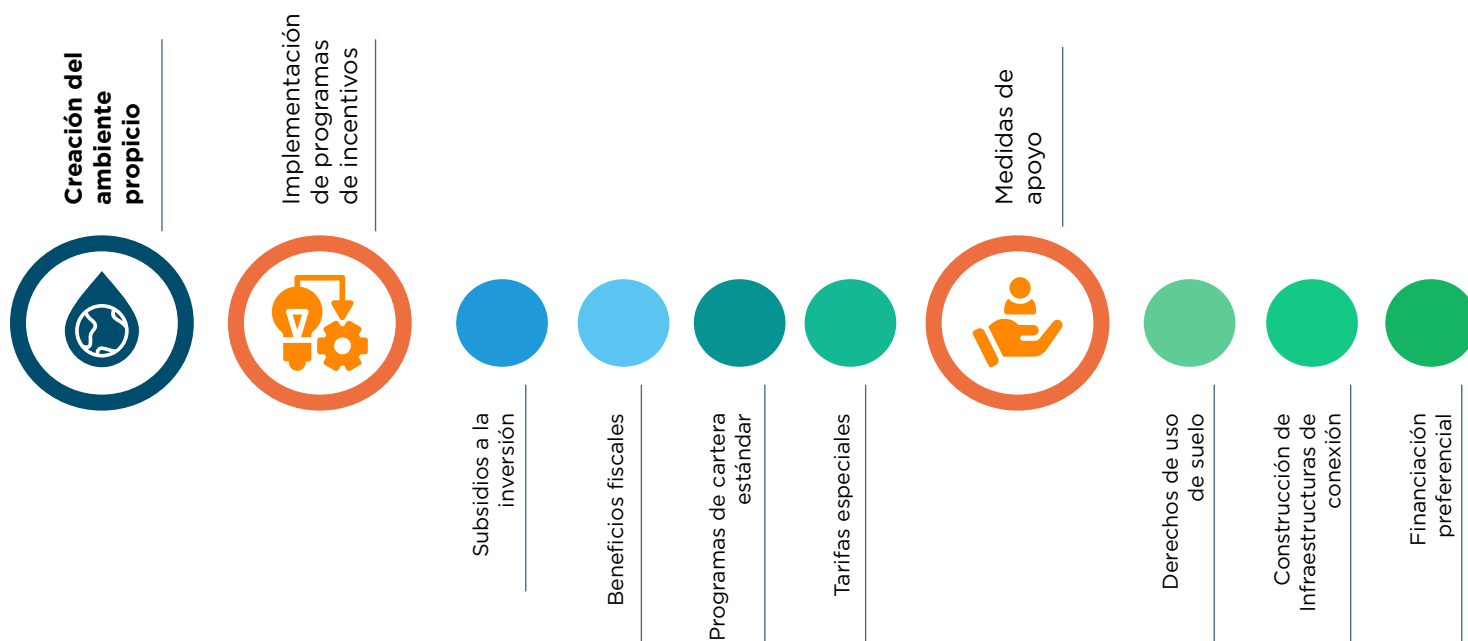 Creación del
ambiente
propicio
Implementación
de programas
de incentivos
Subsidios a la
inversión
Beneficios fiscales
Programas de cartera
estándar
Tarifas especiales
Medidas de
apoyo
Derechos de uso
de suelo
Construcción de
Infraestructuras de
conexión
Financiación
preferencial